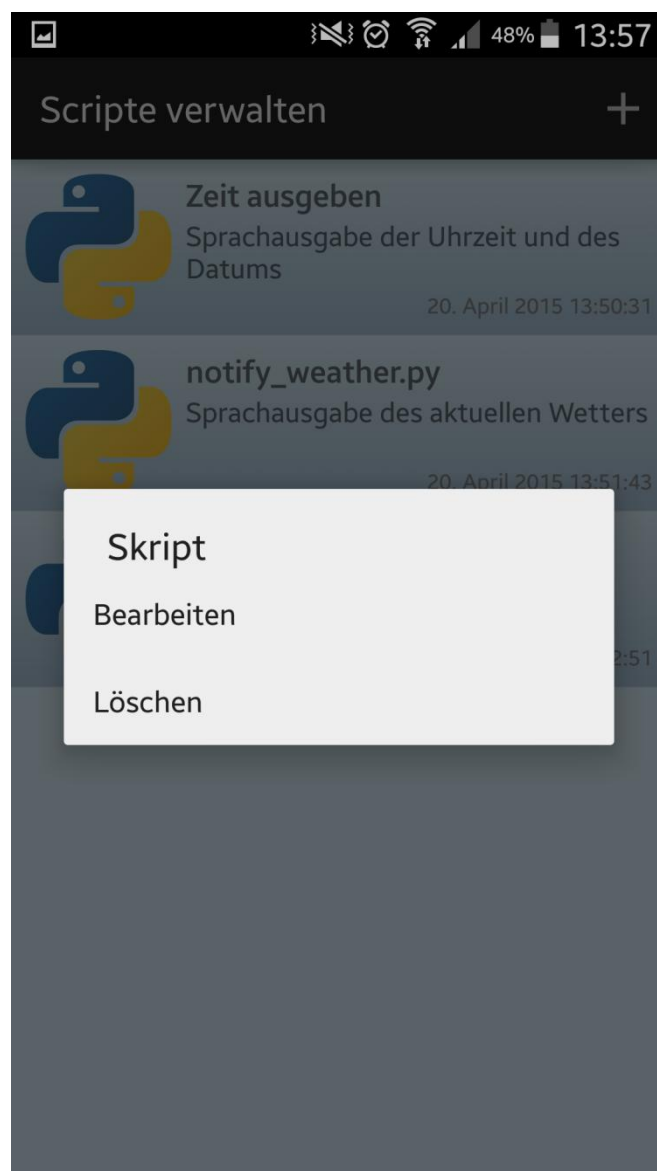 48% 13:57
Scripte verwalten +
Zeit ausgeben
Sprachausgabe der Uhrzeit und des
Datums
20. April 2015 13:50:31
notify_weather.py
Sprachausgabe des aktuellen Wetters
20. April 2015 13:51:43
Skript
Bearbeiten
2:51
Löschen